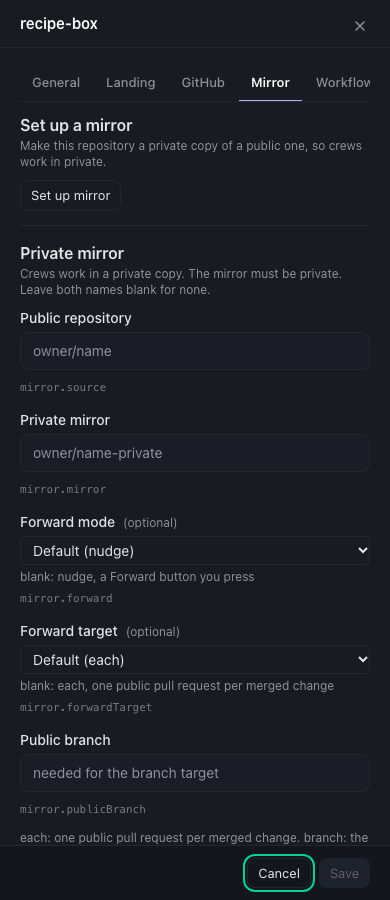 recipe-box
×
General Landing GitHub Mirror Workflow
Set up a mirror
Make this repository a private copy of a public one, so crews
work in private.
Set up mirror
Private mirror
Crews work in a private copy. The mirror must be private.
Leave both names blank for none.
Public repository
owner/name
mirror.source
Private mirror
owner/name-private
mirror.mirror
Forward mode (optional)
Default (nudge)
blank: nudge, a Forward button you press
mirror.forward
Forward target (optional)
Default (each)
blank: each, one public pull request per merged change
mirror.forwardTarget
Public branch
needed for the branch target
mirror.publicBranch
each: one public pull request per merged change. branch: the
Cancel Save